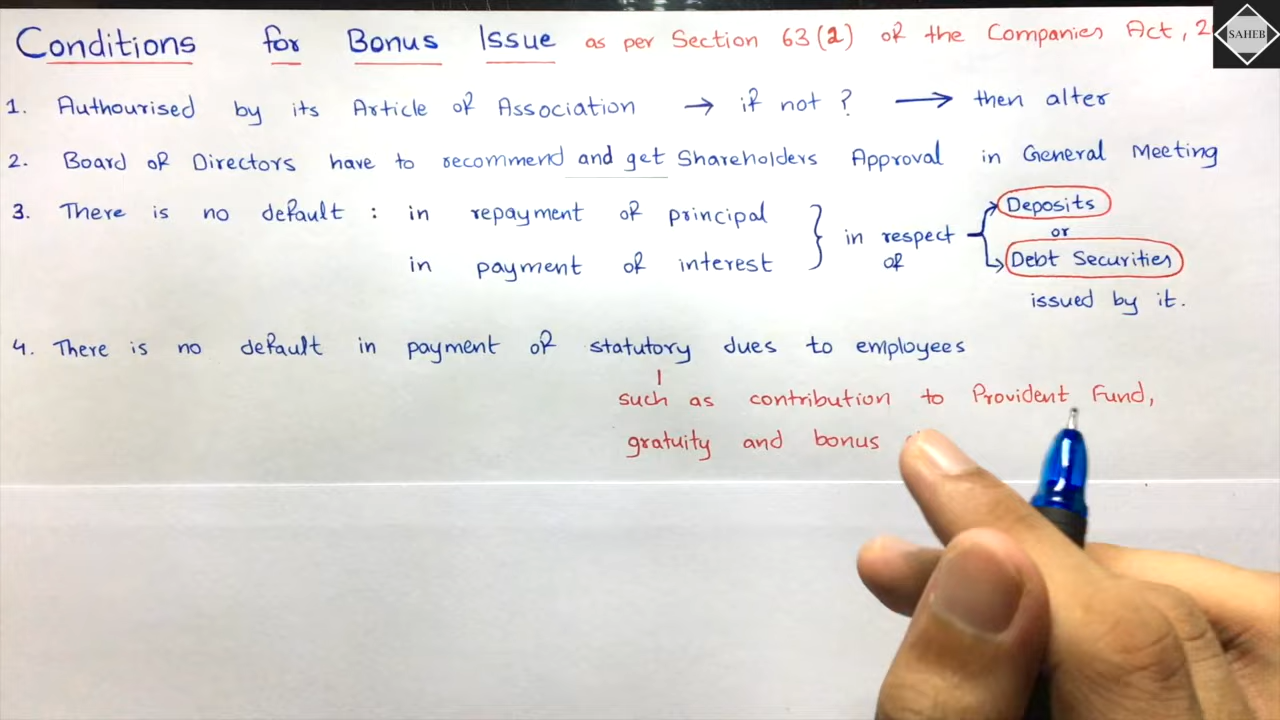 Conditions for Bonus Issue as per Section 63(2) of the Companies Act, 2
SAHEB
1. Authourised by its Article of Association → if not ? → then alter
2. Board of Directors have to recommend and get Shareholders Approval in General Meeting
3. There is no default : in repayment of principal
in payment of interest
in respect of
Deposits
or
Debt Securities
issued by it.
4. There is no default in payment of statutory dues to employees
such as contribution to Provident Fund,
gratuity and bonus